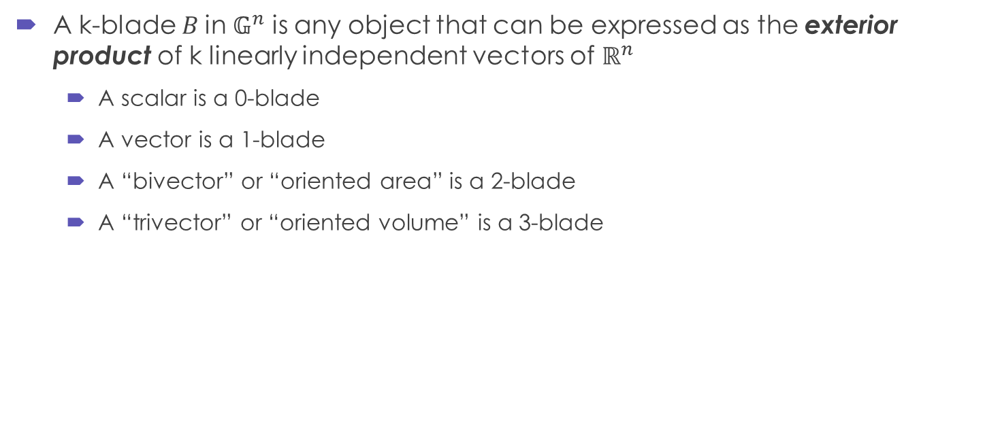 A k-blade 𝐵 in 𝔾ⁿ is any object that can be expressed as the exterior
product of k linearly independent vectors of ℝⁿ
A scalar is a 0-blade
A vector is a 1-blade
A “bivector” or “oriented area” is a 2-blade
A “trivector” or “oriented volume” is a 3-blade